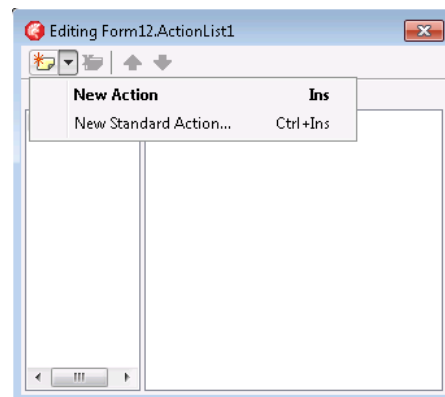 Editing Form12.ActionList1
New Action Ins
New Standard Action... Ctrl+Ins